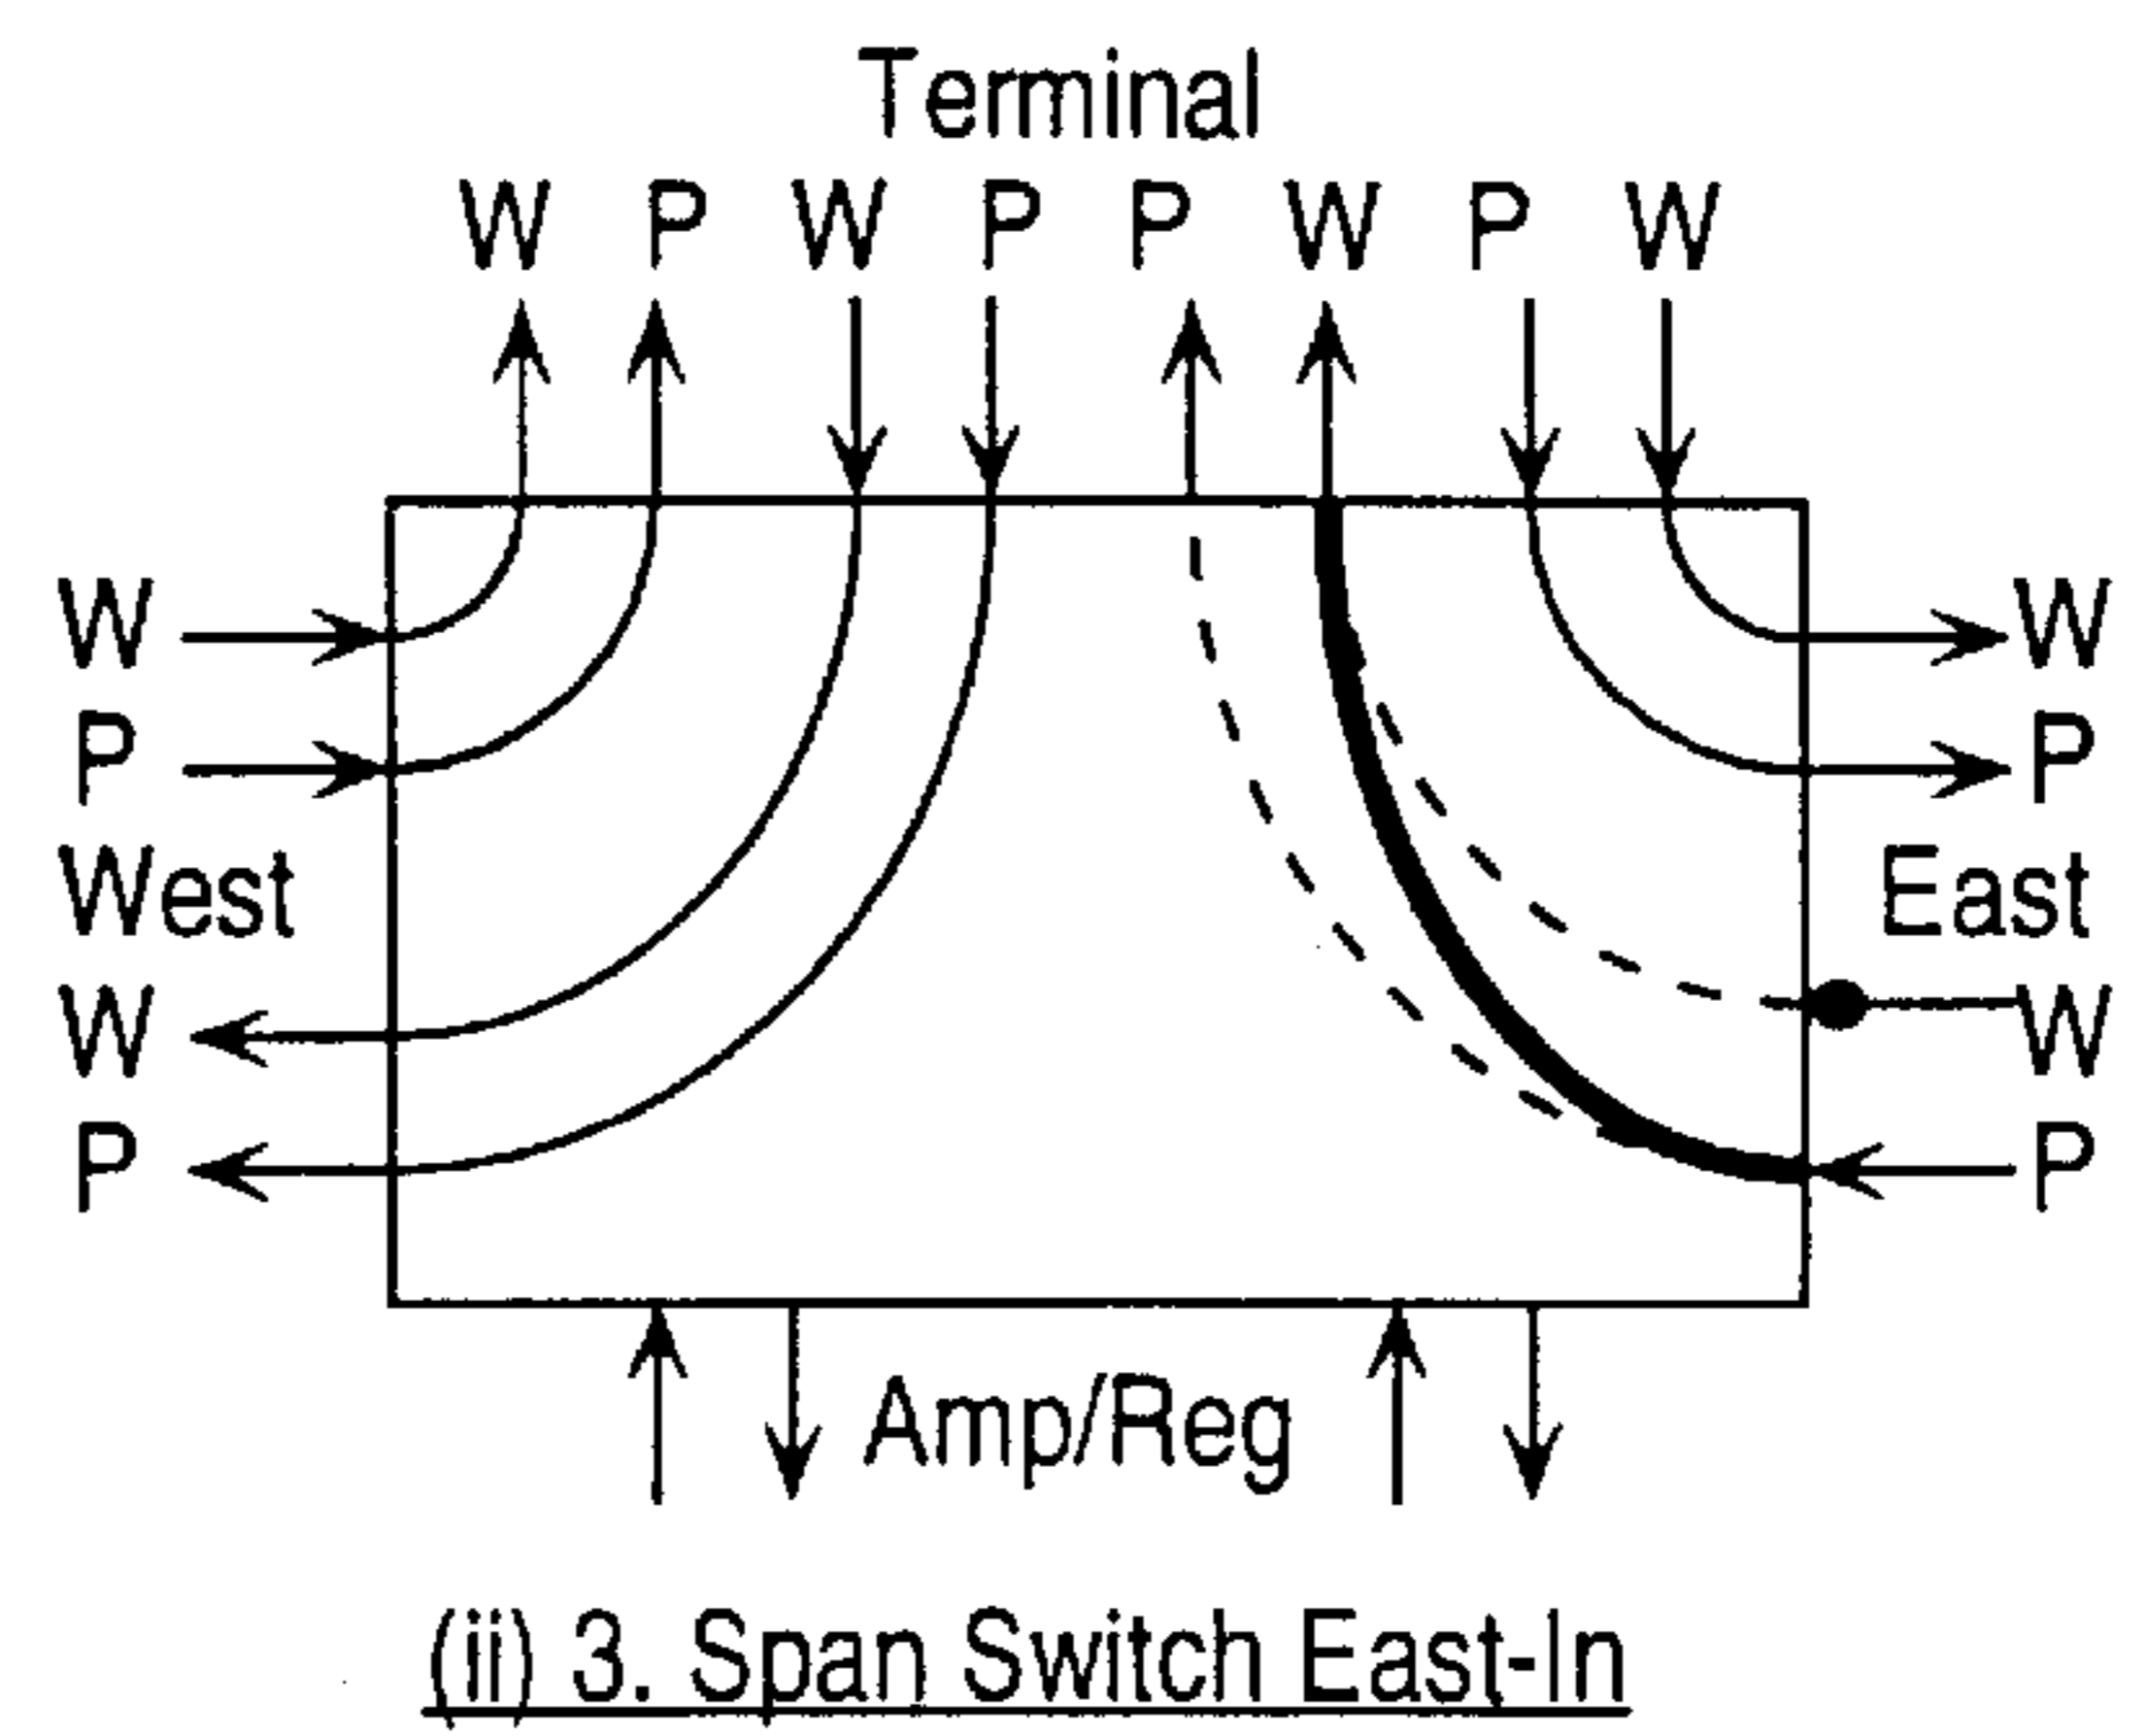 Terminal
W P W P P W P W
W W
P P
West East
W W
P P
Amp/Reg
(ii) 3. Span Switch East-In